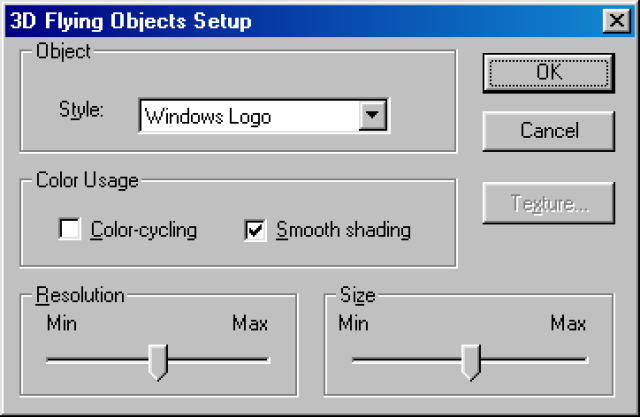 3D Flying Objects Setup
Object
Style:
Windows Logo
OK
Cancel
Color Usage
Color-cycling
Smooth shading
Texture...
Resolution
Min
Max
Size
Min
Max